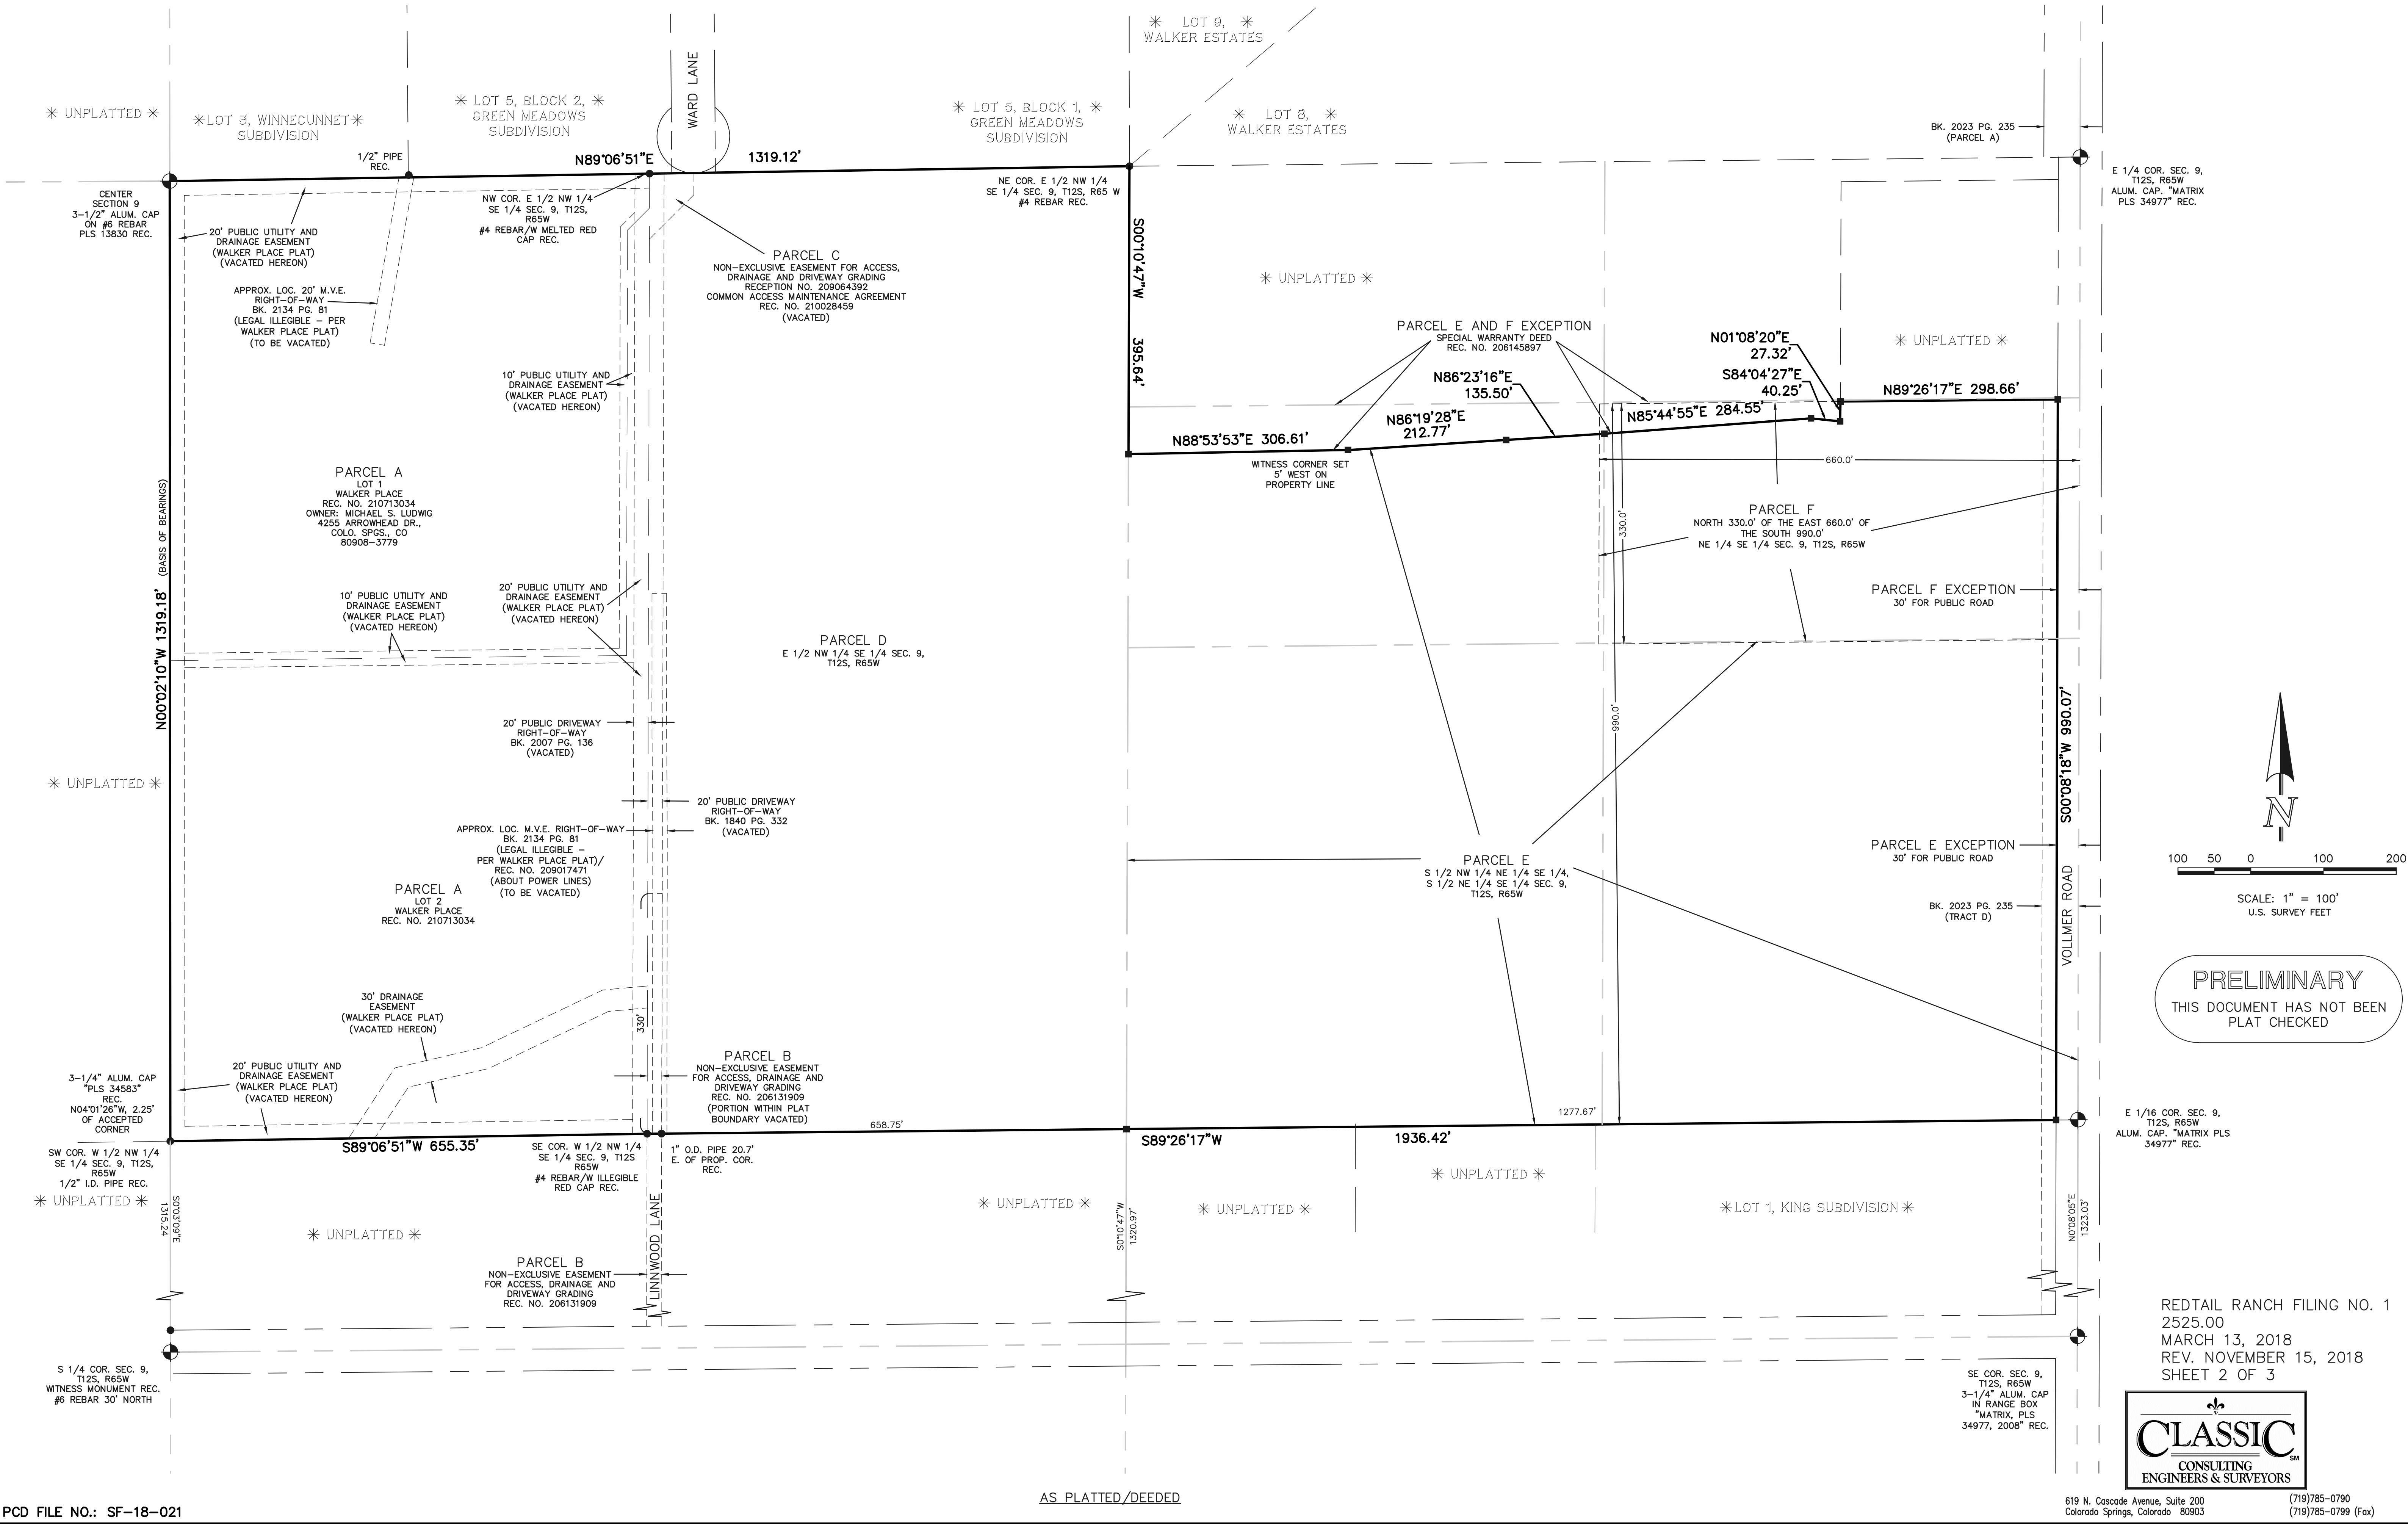 ✳ LOT 9, ✳
WALKER ESTATES
WARD LANE
✳ UNPLATTED ✳
✳LOT 3, WINNECUNNET✳
SUBDIVISION
✳ LOT 5, BLOCK 2, ✳
GREEN MEADOWS
SUBDIVISION
✳ LOT 5, BLOCK 1, ✳
GREEN MEADOWS
SUBDIVISION
✳ LOT 8, ✳
WALKER ESTATES
BK. 2023 PG. 235
(PARCEL A)
1/2" PIPE
REC.
N89°06'51"E
1319.12'
CENTER
SECTION 9
3-1/2" ALUM. CAP
ON #6 REBAR
PLS 13830 REC.
NW COR. E 1/2 NW 1/4
SE 1/4 SEC. 9, T12S,
R65W
#4 REBAR/W MELTED RED
CAP REC.
NE COR. E 1/2 NW 1/4
SE 1/4 SEC. 9, T12S, R65 W
#4 REBAR REC.
E 1/4 COR. SEC. 9,
T12S, R65W
ALUM. CAP. "MATRIX
PLS 34977" REC.
20' PUBLIC UTILITY AND
DRAINAGE EASEMENT
(WALKER PLACE PLAT)
(VACATED HEREON)
APPROX. LOC. 20' M.V.E.
RIGHT-OF-WAY
BK. 2134 PG. 81
(LEGAL ILLEGIBLE - PER
WALKER PLACE PLAT)
(TO BE VACATED)
PARCEL C
NON-EXCLUSIVE EASEMENT FOR ACCESS,
DRAINAGE AND DRIVEWAY GRADING
RECEPTION NO. 209064392
COMMON ACCESS MAINTENANCE AGREEMENT
REC. NO. 210028459
(VACATED)
S00°10'47"W
395.64'
✳ UNPLATTED ✳
✳ UNPLATTED ✳
PARCEL E AND F EXCEPTION
SPECIAL WARRANTY DEED
REC. NO. 206145897
N01°08'20"E
27.32'
S84°04'27"E
40.25'
N89°26'17"E 298.66'
N86°23'16"E
135.50'
N86°19'28"E
212.77'
N85°44'55"E 284.55'
N88°53'53"E 306.61'
WITNESS CORNER SET
5' WEST ON
PROPERTY LINE
660.0'
330.0'
990.0'
10' PUBLIC UTILITY AND
DRAINAGE EASEMENT
(WALKER PLACE PLAT)
(VACATED HEREON)
PARCEL A
LOT 1
WALKER PLACE
REC. NO. 210713034
OWNER: MICHAEL S. LUDWIG
4255 ARROWHEAD DR.,
COLO. SPGS., CO
80908-3779
N00°02'10"W 1319.18' (BASIS OF BEARINGS)
PARCEL F
NORTH 330.0' OF THE EAST 660.0' OF
THE SOUTH 990.0'
NE 1/4 SE 1/4 SEC. 9, T12S, R65W
10' PUBLIC UTILITY AND
DRAINAGE EASEMENT
(WALKER PLACE PLAT)
(VACATED HEREON)
20' PUBLIC UTILITY AND
DRAINAGE EASEMENT
(WALKER PLACE PLAT)
(VACATED HEREON)
PARCEL F EXCEPTION
30' FOR PUBLIC ROAD
PARCEL D
E 1/2 NW 1/4 SE 1/4 SEC. 9,
T12S, R65W
20' PUBLIC DRIVEWAY
RIGHT-OF-WAY
BK. 2007 PG. 136
(VACATED)
✳ UNPLATTED ✳
S00°08'18"W 990.07'
N
20' PUBLIC DRIVEWAY
RIGHT-OF-WAY
BK. 1840 PG. 332
(VACATED)
APPROX. LOC. M.V.E. RIGHT-OF-WAY
BK. 2134 PG. 81
(LEGAL ILLEGIBLE -
PER WALKER PLACE PLAT)/
REC. NO. 209017471
(ABOUT POWER LINES)
(TO BE VACATED)
PARCEL E EXCEPTION
30' FOR PUBLIC ROAD
PARCEL E
S 1/2 NW 1/4 NE 1/4 SE 1/4,
S 1/2 NE 1/4 SE 1/4 SEC. 9,
T12S, R65W
100 50 0 100 200
SCALE: 1" = 100'
U.S. SURVEY FEET
BK. 2023 PG. 235
(TRACT D)
VOLLMER ROAD
PARCEL A
LOT 2
WALKER PLACE
REC. NO. 210713034
PRELIMINARY
THIS DOCUMENT HAS NOT BEEN
PLAT CHECKED
30' DRAINAGE
EASEMENT
(WALKER PLACE PLAT)
(VACATED HEREON)
330'
PARCEL B
NON-EXCLUSIVE EASEMENT
FOR ACCESS, DRAINAGE AND
DRIVEWAY GRADING
REC. NO. 206131909
(PORTION WITHIN PLAT
BOUNDARY VACATED)
20' PUBLIC UTILITY AND
DRAINAGE EASEMENT
(WALKER PLACE PLAT)
(VACATED HEREON)
3-1/4" ALUM. CAP
"PLS 34583"
REC.
N04°01'26"W, 2.25'
OF ACCEPTED
CORNER
SW COR. W 1/2 NW 1/4
SE 1/4 SEC. 9, T12S,
R65W
1/2" I.D. PIPE REC.
S89°06'51"W 655.35'
SE COR. W 1/2 NW 1/4
SE 1/4 SEC. 9, T12S
R65W
#4 REBAR/W ILLEGIBLE
RED CAP REC.
1" O.D. PIPE 20.7'
E. OF PROP. COR.
REC.
658.75'
S89°26'17"W
1936.42'
1277.67'
E 1/16 COR. SEC. 9,
T12S, R65W
ALUM. CAP. "MATRIX PLS
34977" REC.
✳ UNPLATTED ✳
S0°03'09"E
1315.24
✳ UNPLATTED ✳
LINNWOOD LANE
✳ UNPLATTED ✳
S0°10'47"W
1320.97'
✳ UNPLATTED ✳
✳ UNPLATTED ✳
✳LOT 1, KING SUBDIVISION✳
N0°08'05"E
1323.03'
PARCEL B
NON-EXCLUSIVE EASEMENT
FOR ACCESS, DRAINAGE AND
DRIVEWAY GRADING
REC. NO. 206131909
S 1/4 COR. SEC. 9,
T12S, R65W
WITNESS MONUMENT REC.
#6 REBAR 30' NORTH
SE COR. SEC. 9,
T12S, R65W
3-1/4" ALUM. CAP
IN RANGE BOX
"MATRIX, PLS
34977, 2008" REC.
REDTAIL RANCH FILING NO. 1
2525.00
MARCH 13, 2018
REV. NOVEMBER 15, 2018
SHEET 2 OF 3
CLASSIC SM
CONSULTING
ENGINEERS & SURVEYORS
619 N. Cascade Avenue, Suite 200
Colorado Springs, Colorado 80903
(719)785-0790
(719)785-0799 (Fax)
AS PLATTED/DEEDED
PCD FILE NO.: SF-18-021